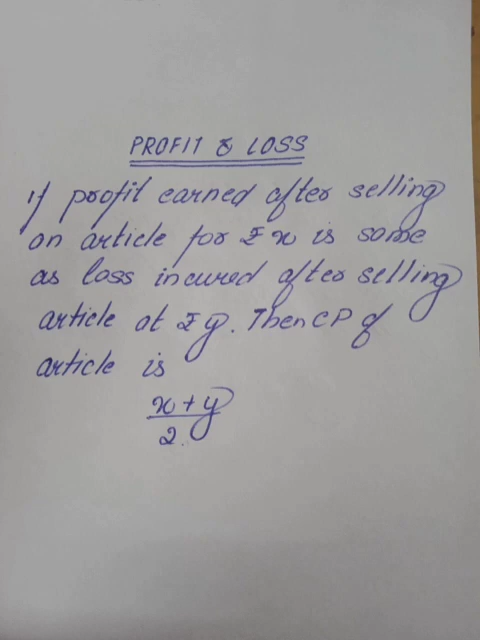 PROFIT & LOSS
If profit earned after selling
an article for ₹ x is same
as loss incured after selling
article at ₹ y. Then CP of
article is
x + y
2.